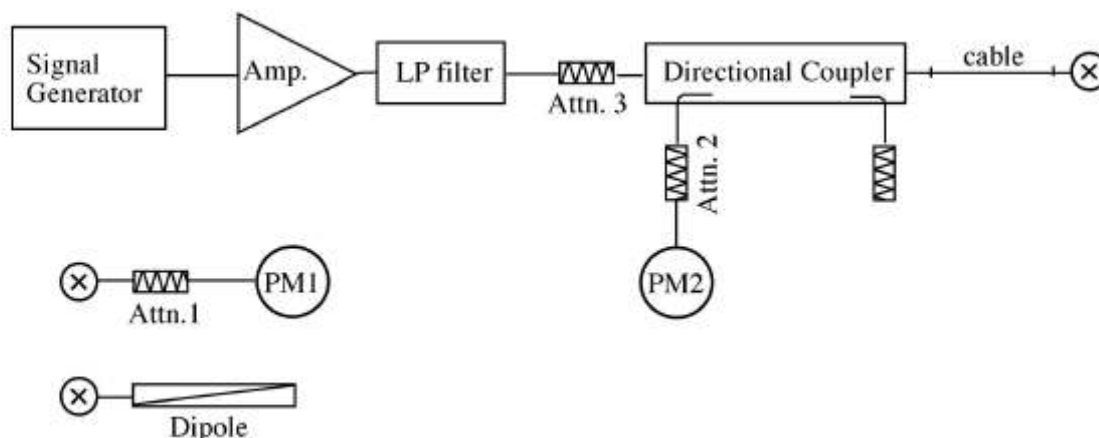 Signal
Generator
Amp.
LP filter
Attn. 3
Directional Coupler
cable
Attn. 2
PM2
PM1
Attn.1
Dipole